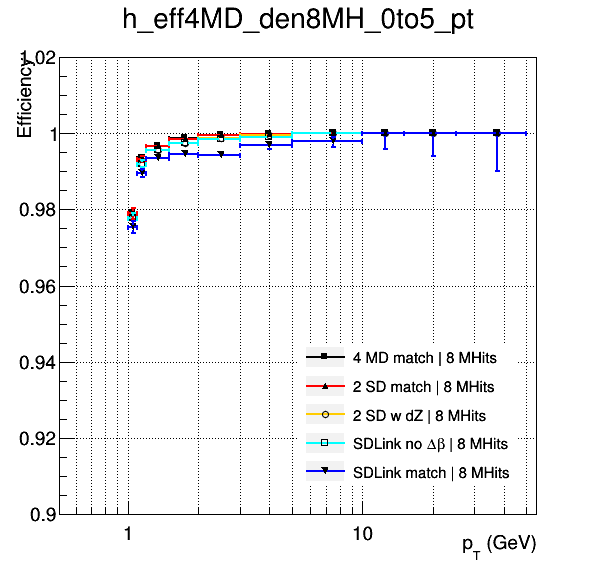 h_eff4MD_den8MH_0to5_pt
Efficiency
1.02
1
0.98
0.96
0.94
0.92
0.9
4 MD match | 8 MHits
2 SD match | 8 MHits
2 SD w dZ | 8 MHits
SDLink no Δβ | 8 MHits
SDLink match | 8 MHits
1
10
p_T (GeV)